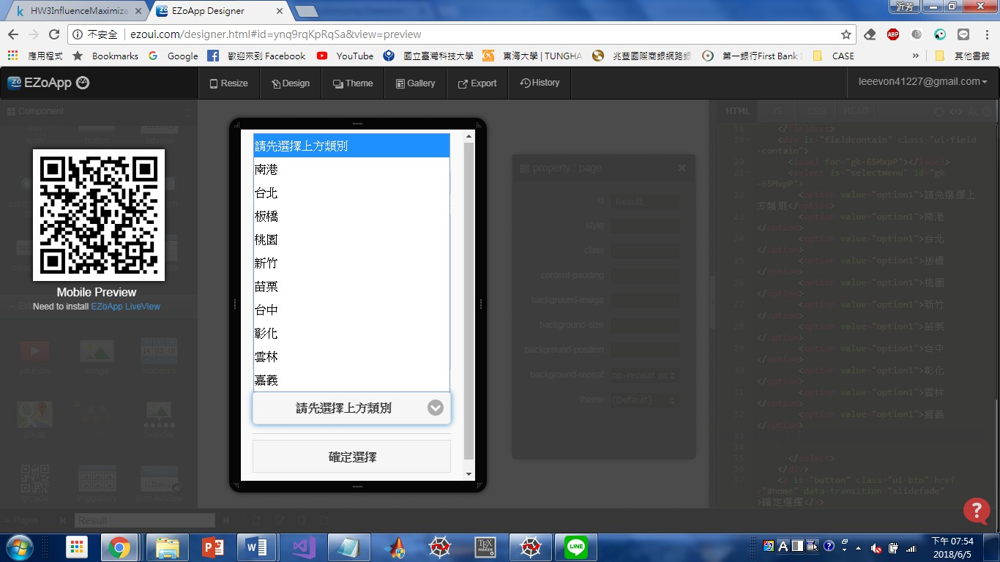 HW3InfluenceMaximiza
EZoApp Designer
沂芳
不安全
ezoui.com/designer.html#id=ynq9rqKpRqSa&view=preview
ABP
應用程式
Bookmarks
Google
歡迎來到 Facebook
YouTube
國立臺灣科技大學
東海大學 | TUNGHA
兆豐國際商銀網路銀
第一銀行First Bank
CASE
»
其他書籤
EZoApp
Resize
Design
Theme
Gallery
Export
History
leeevon41227@gmail.com
Component
icon
button
listview
Mobile Preview
Need to install EZoApp LiveView
youtube
image
gmap
qrcode
Pages
Result
請先選擇上方類別
南港
台北
板橋
桃園
新竹
苗栗
台中
彰化
雲林
嘉義
請先選擇上方類別
確定選擇
property : page
id
Result
style
class
content-padding
background-image
background-size
background-position
background-repeat
no-repeat
theme
(Default)
HTML
JS
CSS
HEAD
18 </fieldset>
19 <div is="fieldcontain" class="ui-field
-contain">
20 <label for="gk-65MxpP"></label>
21 <select is="selectmenu" id="gk
-65MxpP">
22 <option value="option1">請先選擇上
方類別</option>
23 <option value="option1">南港
</option>
24 <option value="option1">台北
</option>
25 <option value="option1">板橋
</option>
26 <option value="option1">桃園
</option>
27 <option value="option1">新竹
</option>
28 <option value="option1">苗栗
</option>
29 <option value="option1">台中
</option>
30 <option value="option1">彰化
</option>
31 <option value="option1">雲林
</option>
32 <option value="option1">嘉義
</option>
33
34
35 </select>
36 </div>
37 <a is="button" class="ui-btn" href
="#home" data-transition="slidefade"
>確定選擇</a>
?
LINE
下午 07:54
2018/6/5